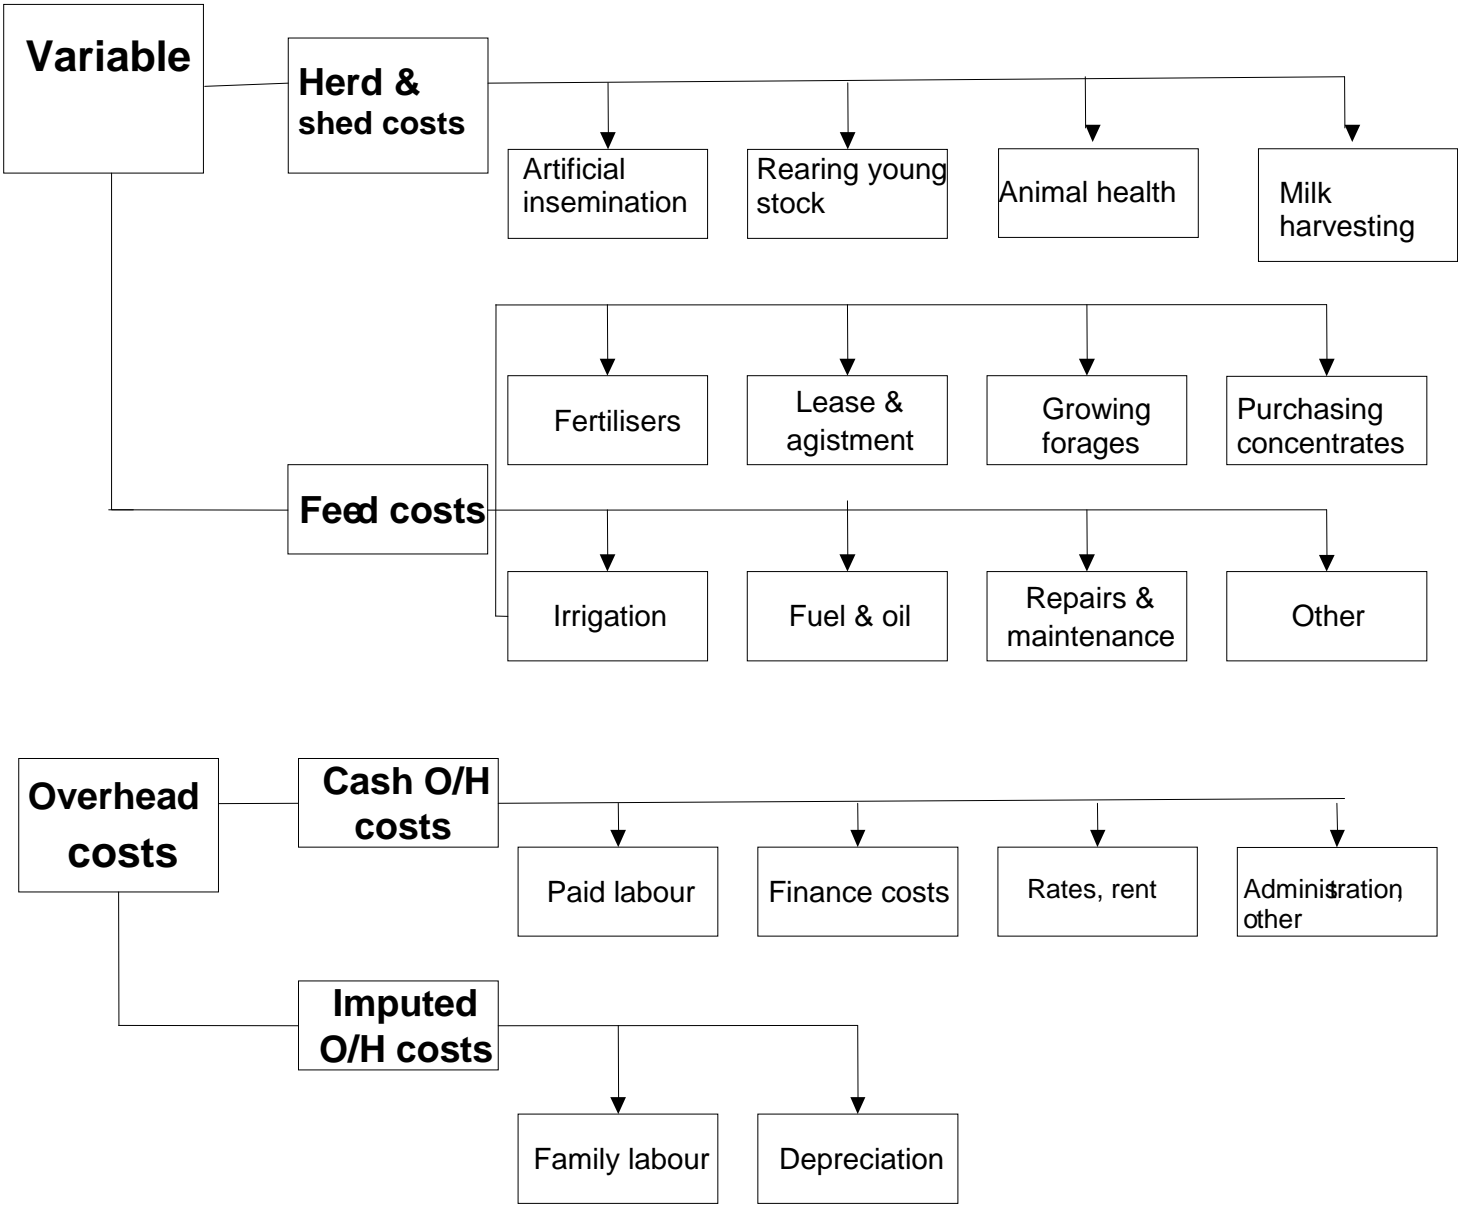 Variable
Herd &
shed costs
Artificial
insemination
Rearing young
stock
Animal health
Milk
harvesting
Fertilisers
Lease &
agistment
Growing
forages
Purchasing
concentrates
Feed costs
Irrigation
Fuel & oil
Repairs &
maintenance
Other
Overhead
costs
Cash O/H
costs
Paid labour
Finance costs
Rates, rent
Administration,
other
Imputed
O/H costs
Family labour
Depreciation